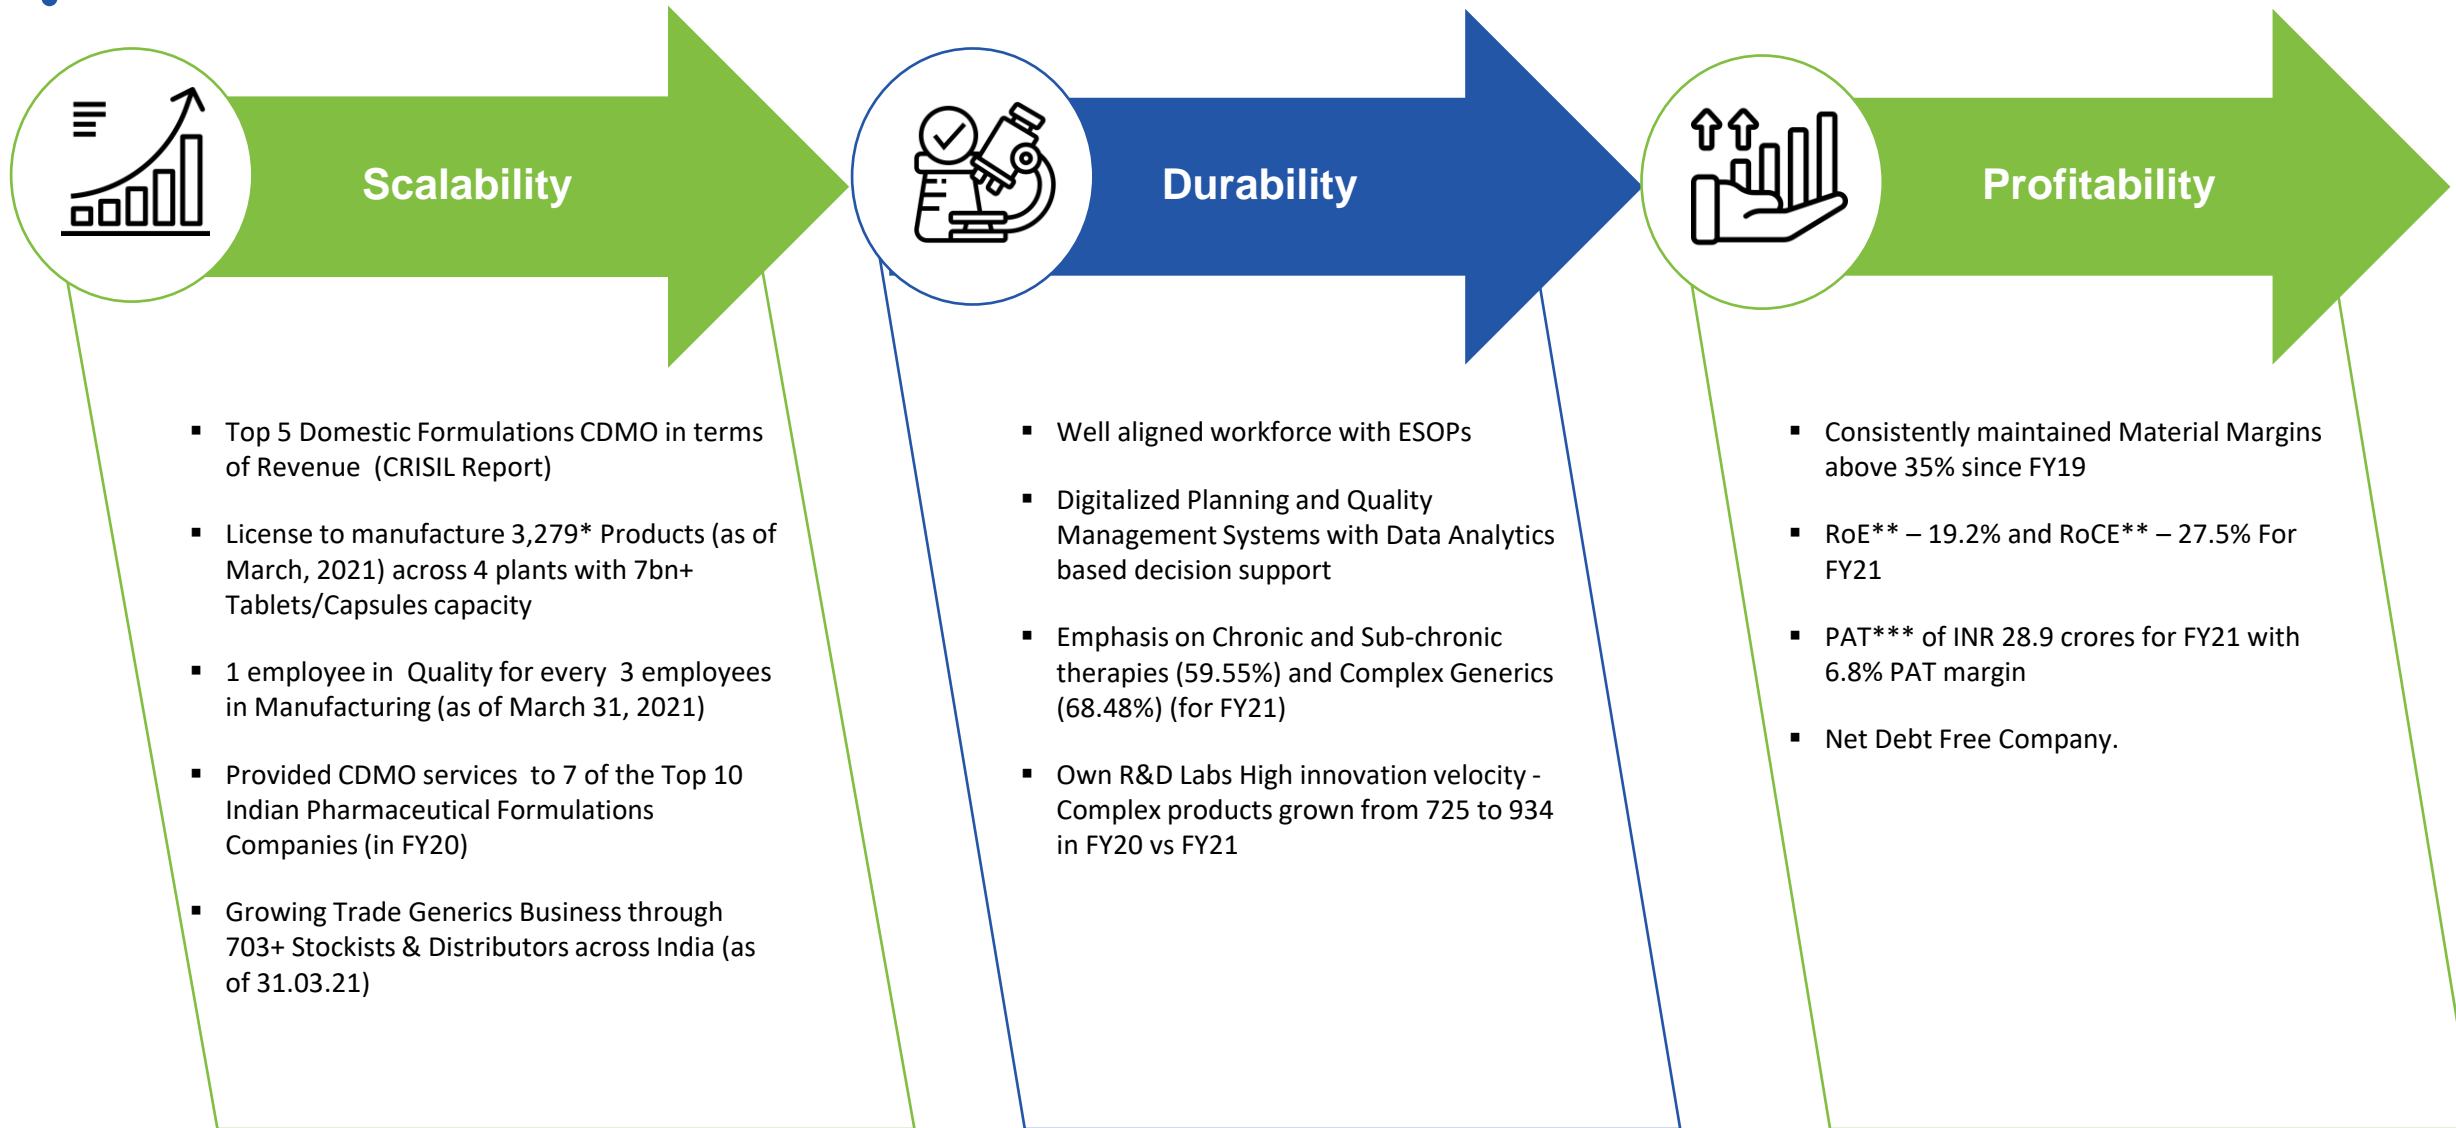 Scalability
▪ Top 5 Domestic Formulations CDMO in terms
of Revenue (CRISIL Report)
▪ License to manufacture 3,279* Products (as of
March, 2021) across 4 plants with 7bn+
Tablets/Capsules capacity
▪ 1 employee in Quality for every 3 employees
in Manufacturing (as of March 31, 2021)
▪ Provided CDMO services to 7 of the Top 10
Indian Pharmaceutical Formulations
Companies (in FY20)
▪ Growing Trade Generics Business through
703+ Stockists & Distributors across India (as
of 31.03.21)
Durability
▪ Well aligned workforce with ESOPs
▪ Digitalized Planning and Quality
Management Systems with Data Analytics
based decision support
▪ Emphasis on Chronic and Sub-chronic
therapies (59.55%) and Complex Generics
(68.48%) (for FY21)
▪ Own R&D Labs High innovation velocity -
Complex products grown from 725 to 934
in FY20 vs FY21
Profitability
▪ Consistently maintained Material Margins
above 35% since FY19
▪ RoE** – 19.2% and RoCE** – 27.5% For
FY21
▪ PAT*** of INR 28.9 crores for FY21 with
6.8% PAT margin
▪ Net Debt Free Company.